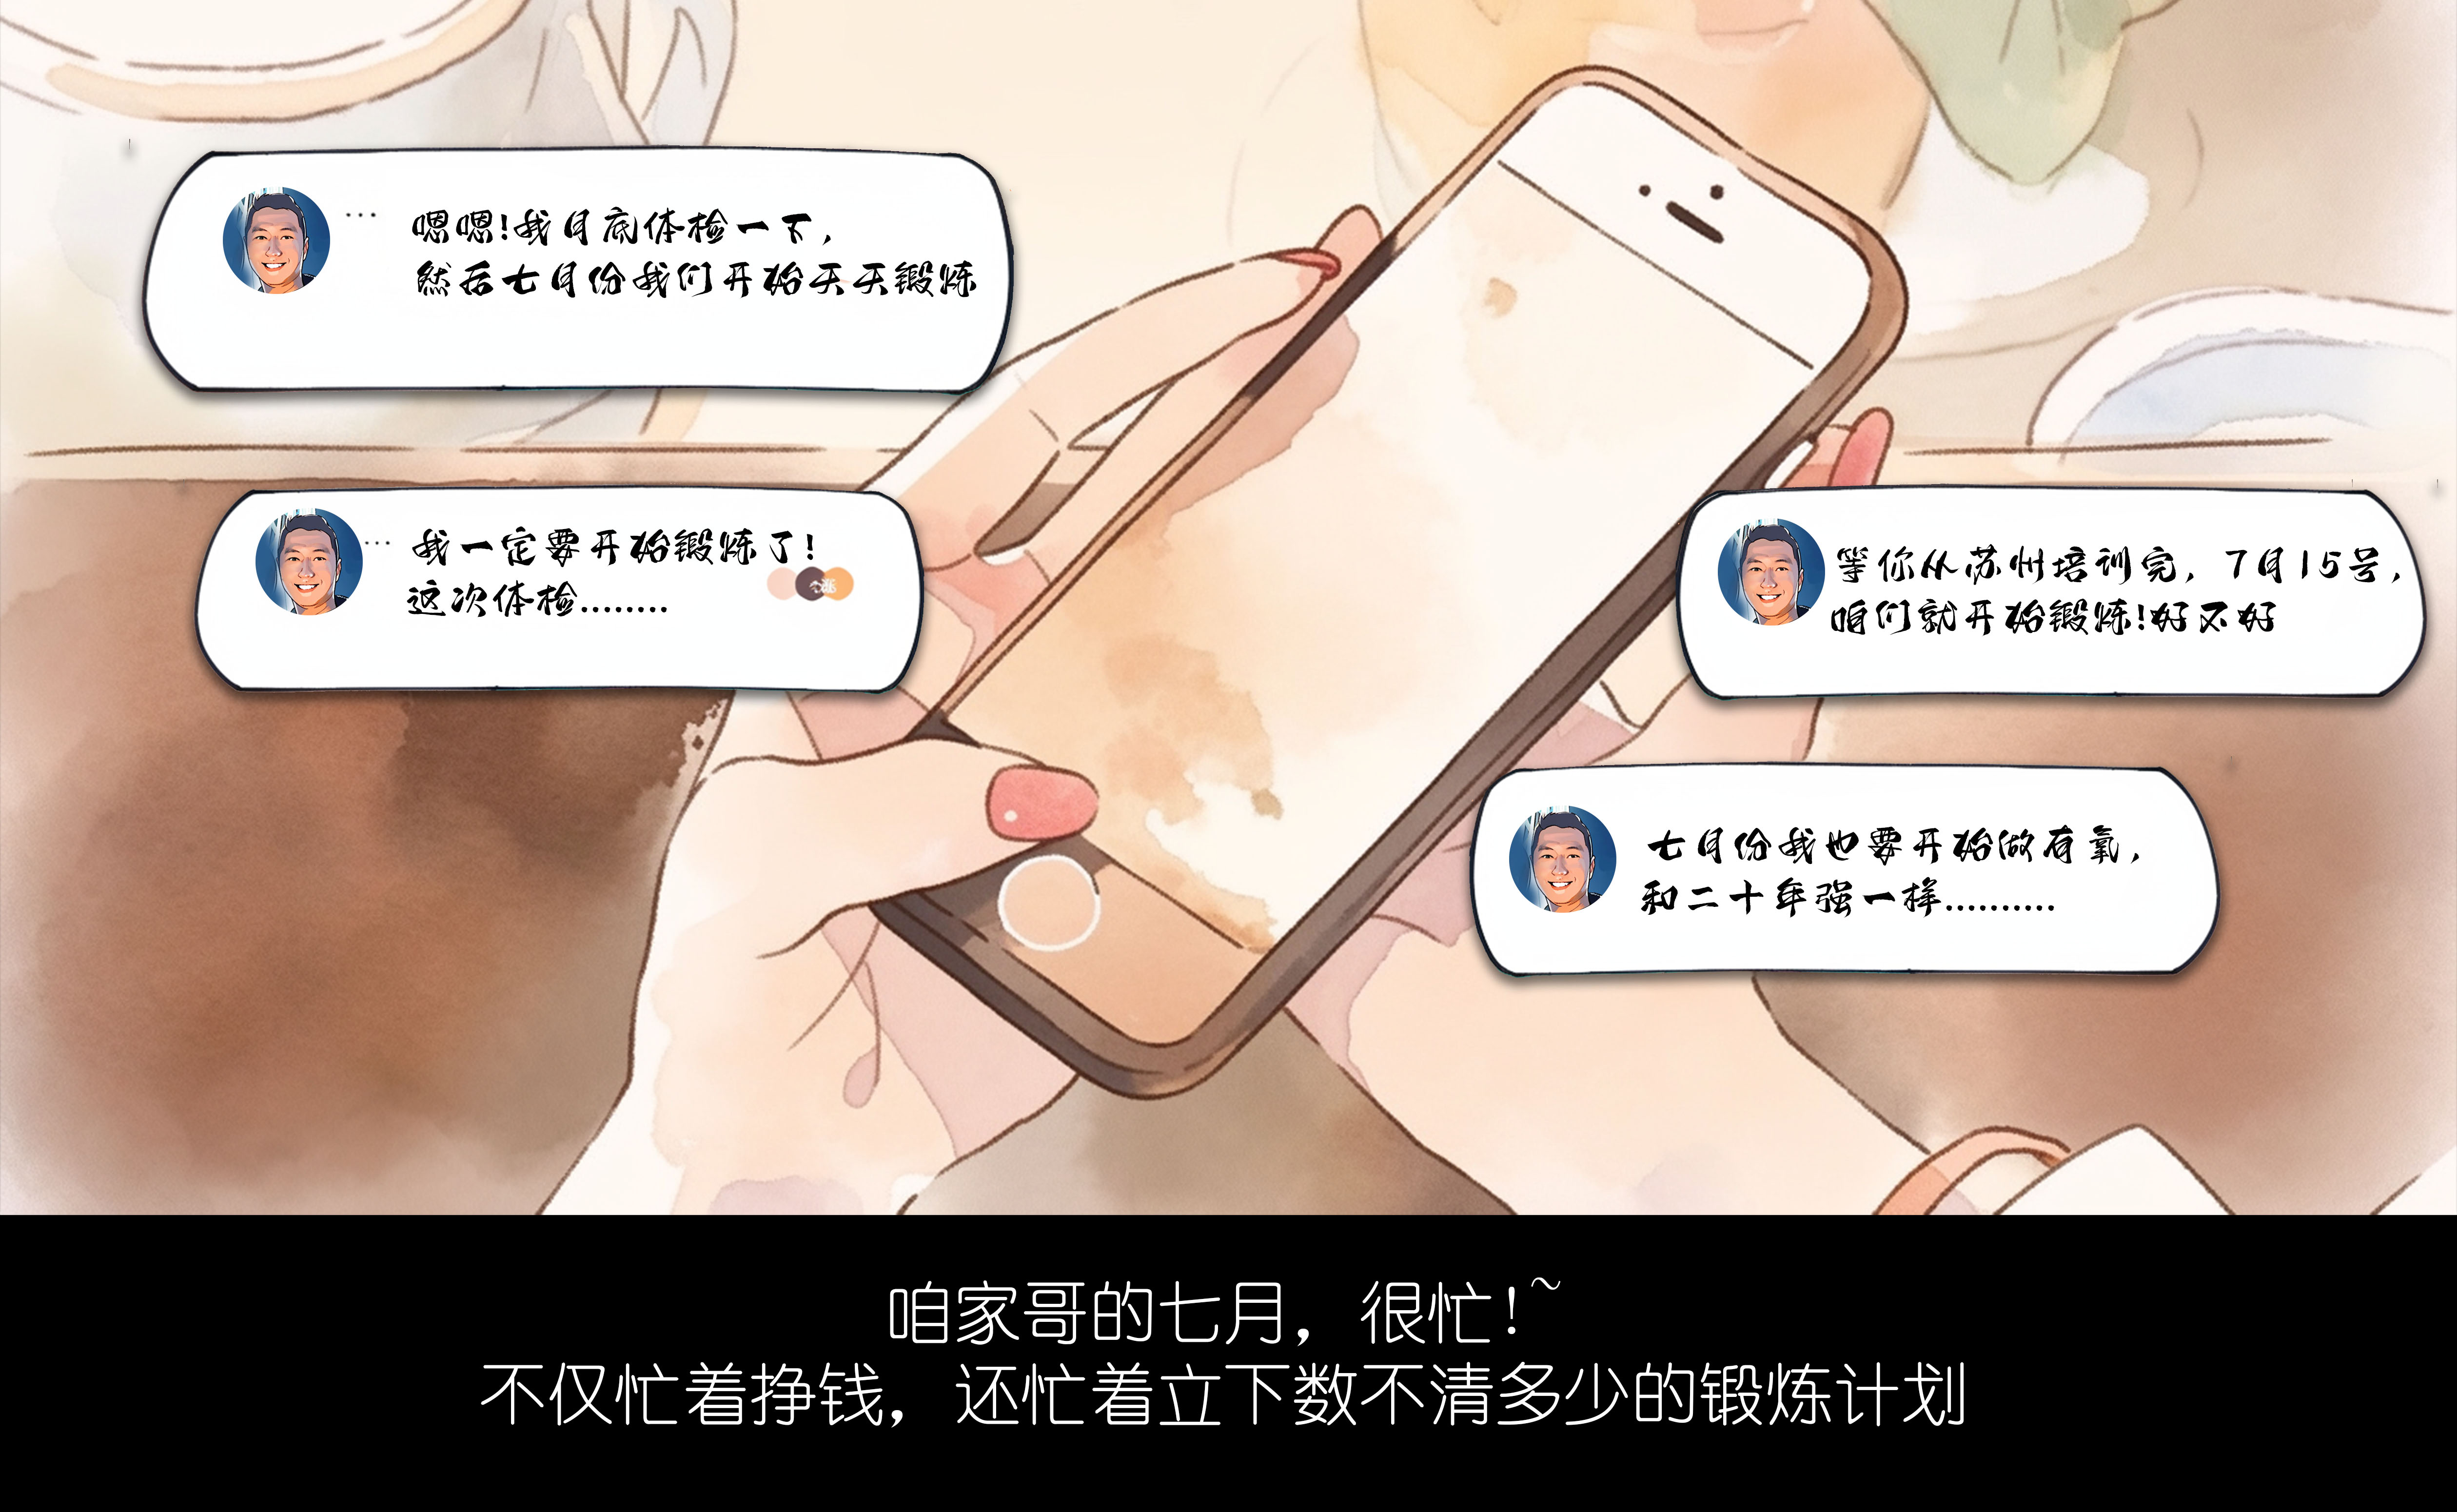 嗯嗯!我月底体检一下,
然后七月份我们开始天天锻炼
我一定要开始锻炼了!
这次体检........
等你从苏州培训完, 7月15号,
咱们就开始锻炼!好不好
七月份我也要开始做有氧,
和二十年强一样..........
咱家哥的七月，很忙!~
不仅忙着挣钱，还忙着立下数不清多少的锻炼计划